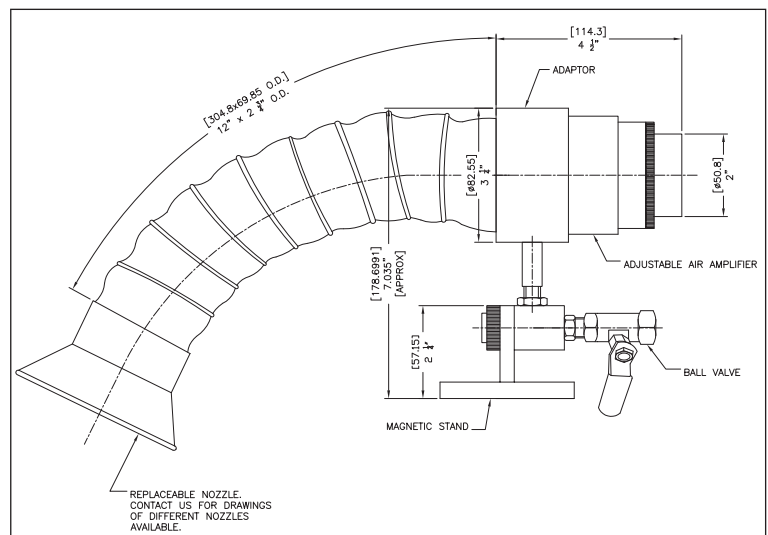 [114.3]
4 ½"
ADAPTOR
[304.8x69.85 O.D.]
12" x 2 ¾" O.D.
[ø82.55]
3 ¼"
[ø50.8]
2"
ADJUSTABLE AIR AMPLIFIER
[178.6991]
7.035"
[APPROX]
[57.15]
2 ¼"
BALL VALVE
MAGNETIC STAND
REPLACEABLE NOZZLE.
CONTACT US FOR DRAWINGS
OF DIFFERENT NOZZLES
AVAILABLE.